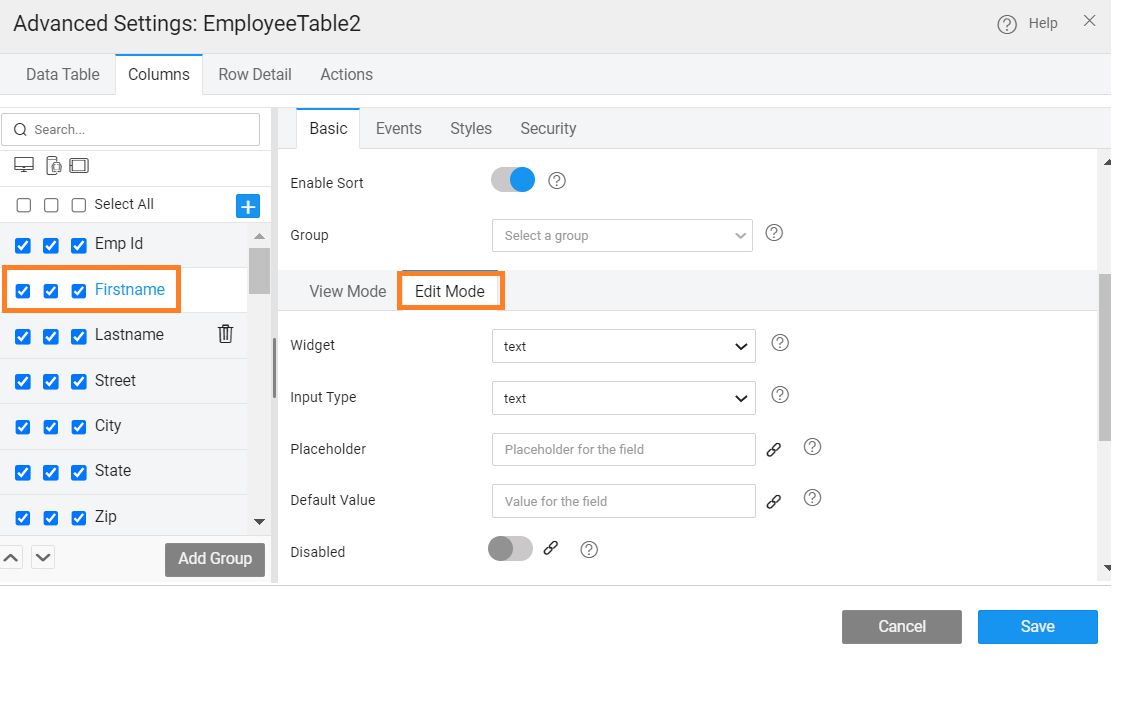 Advanced Settings: EmployeeTable2
? Help
Data Table Columns Row Detail Actions
Search...
Basic Events Styles Security
Select All
+
Emp Id
Firstname
Lastname
Street
City
State
Zip
Add Group
Enable Sort ?
Group Select a group ?
View Mode Edit Mode
Widget text ?
Input Type text ?
Placeholder Placeholder for the field ?
Default Value Value for the field ?
Disabled ?
Cancel Save